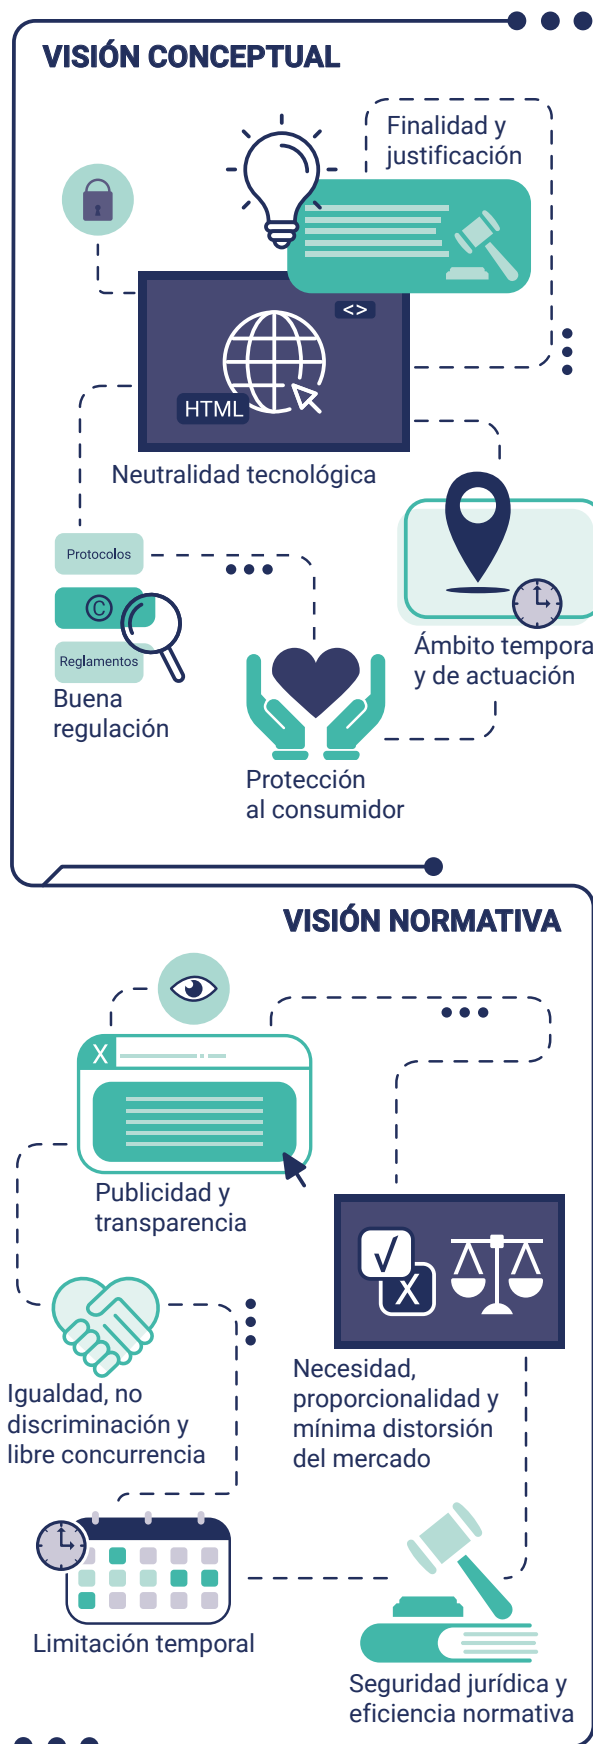 VISIÓN CONCEPTUAL
Finalidad y
justificación
<>
HTML
Neutralidad tecnológica
Protocolos
©
Reglamentos
Buena
regulación
Ámbito tempora
y de actuación
Protección
al consumidor
VISIÓN NORMATIVA
X
Publicidad y
transparencia
√
X
Necesidad,
proporcionalidad y
mínima distorsión
del mercado
Igualdad, no
discriminación y
libre concurrencia
Limitación temporal
Seguridad jurídica y
eficiencia normativa